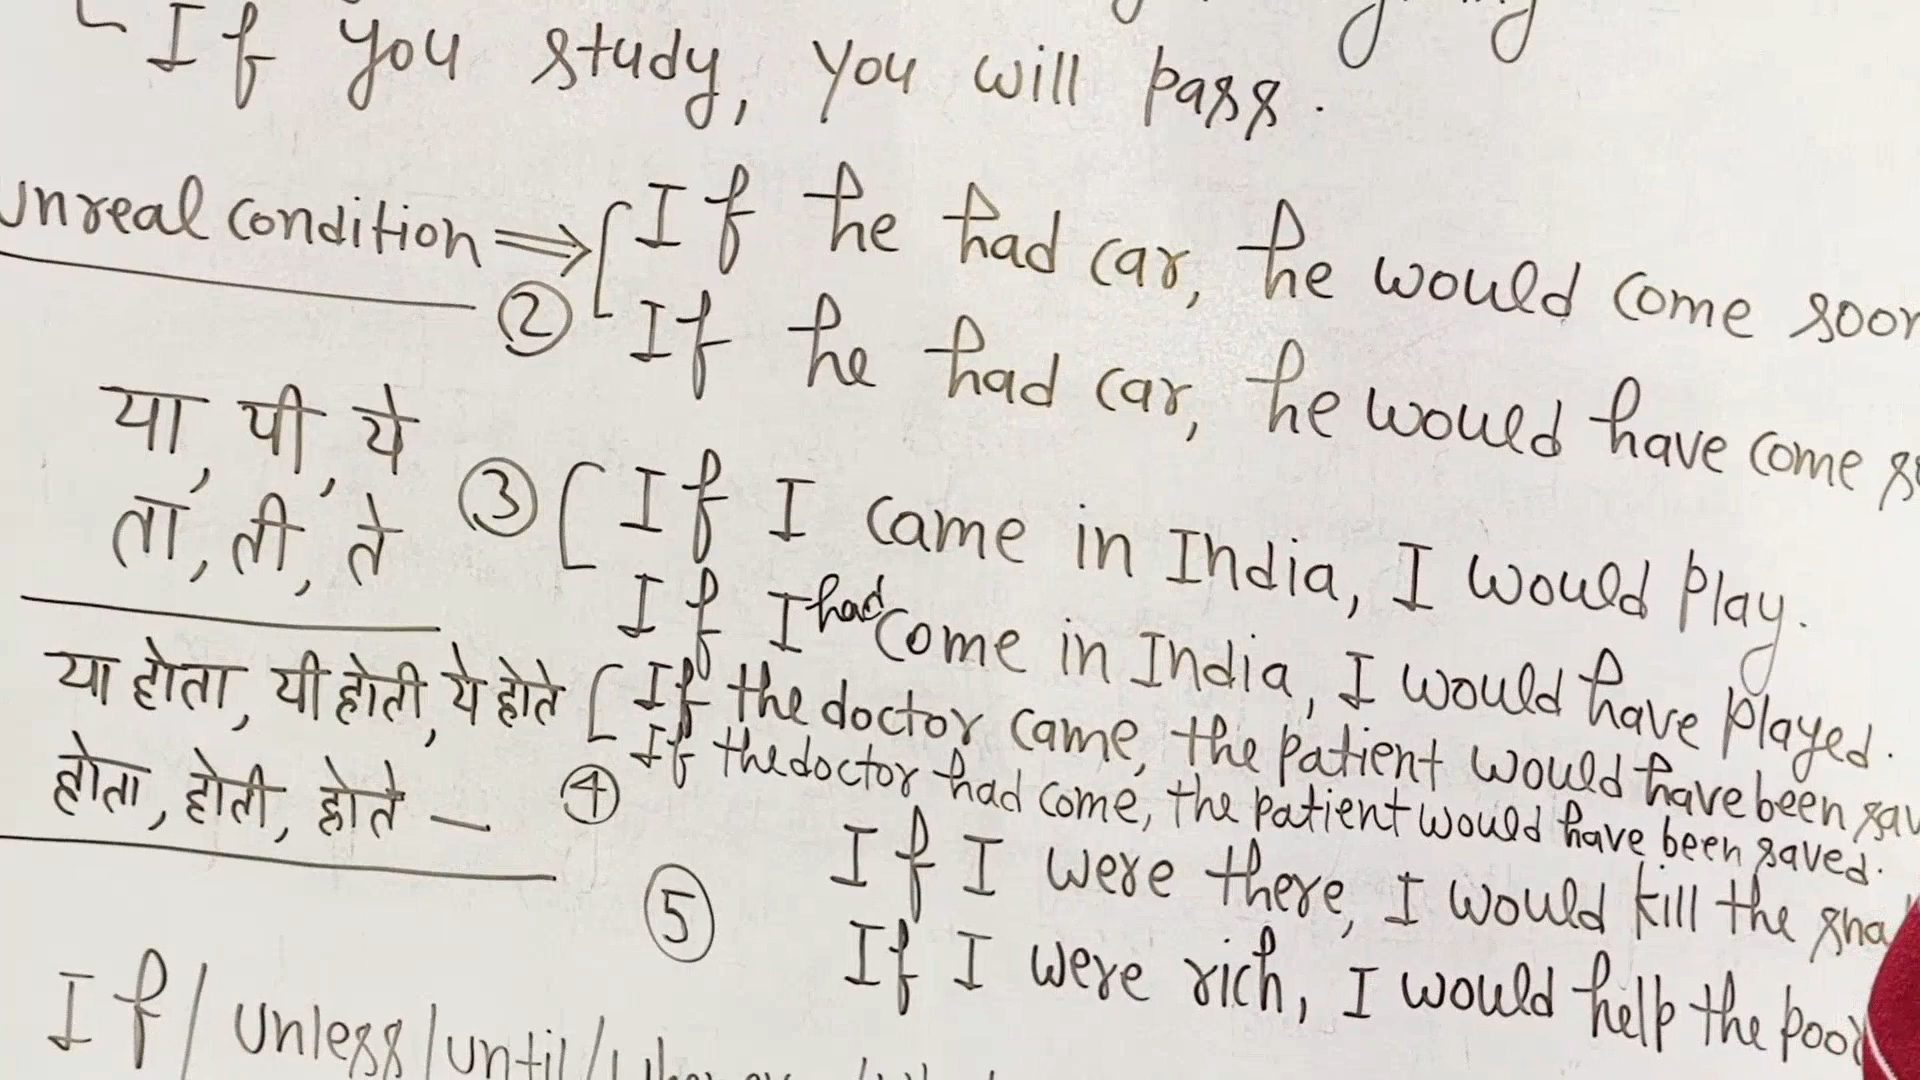 If you study, you will pass.
unreal condition ⇒ If he had car, he would come soon
② If he had car, he would have come
या, यी, ये
③ If I came in India, I would play.
ता, ती, ते
If I had come in India, I would have played.
या होता, यी होती, ये होते
If the doctor came, the patient would have been
होता, होती, होते —
④ If the doctor had come, the patient would have been saved.
⑤ If I were there, I would kill the
If I were rich, I would help the poor
If / unless / until /